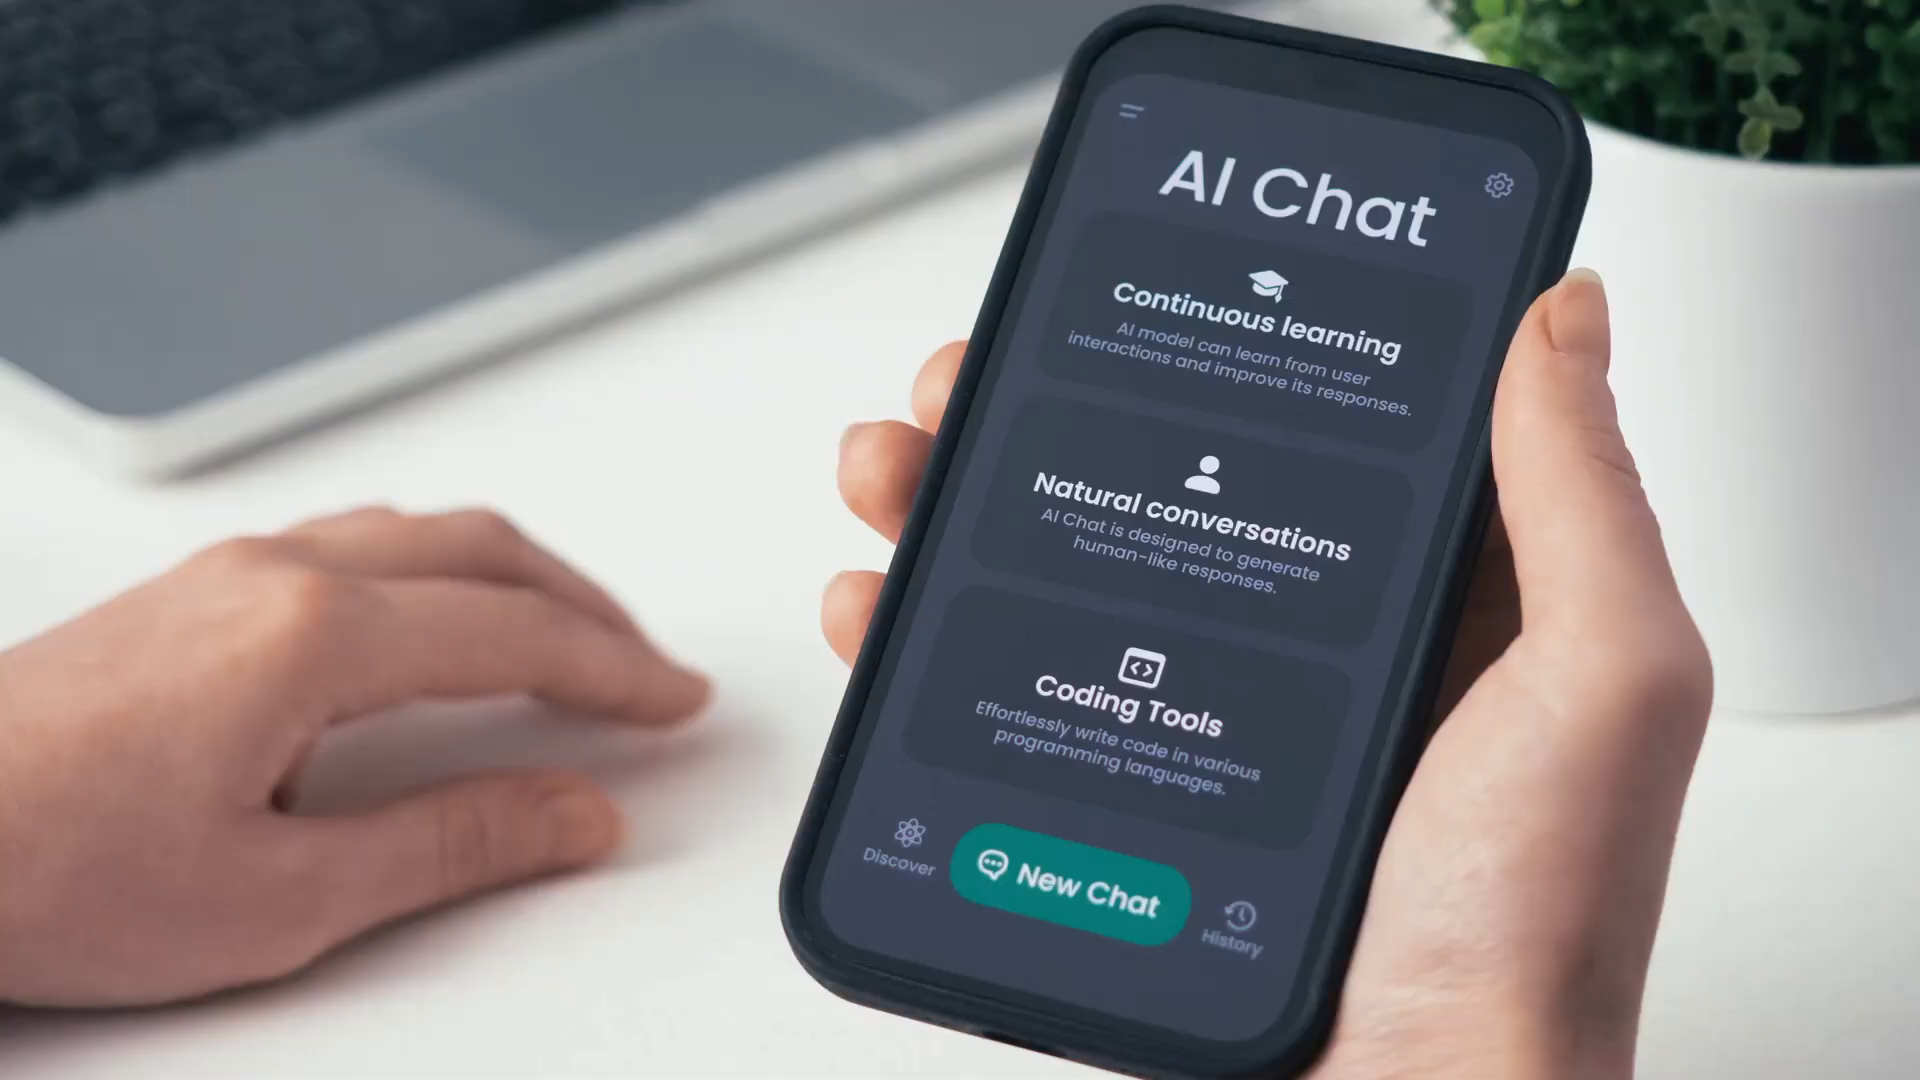 AI Chat
Continuous learning
AI model can learn from user
interactions and improve its responses.
Natural conversations
AI Chat is designed to generate
human-like responses.
Coding Tools
Effortlessly write code in various
programming languages.
Discover
New Chat
History